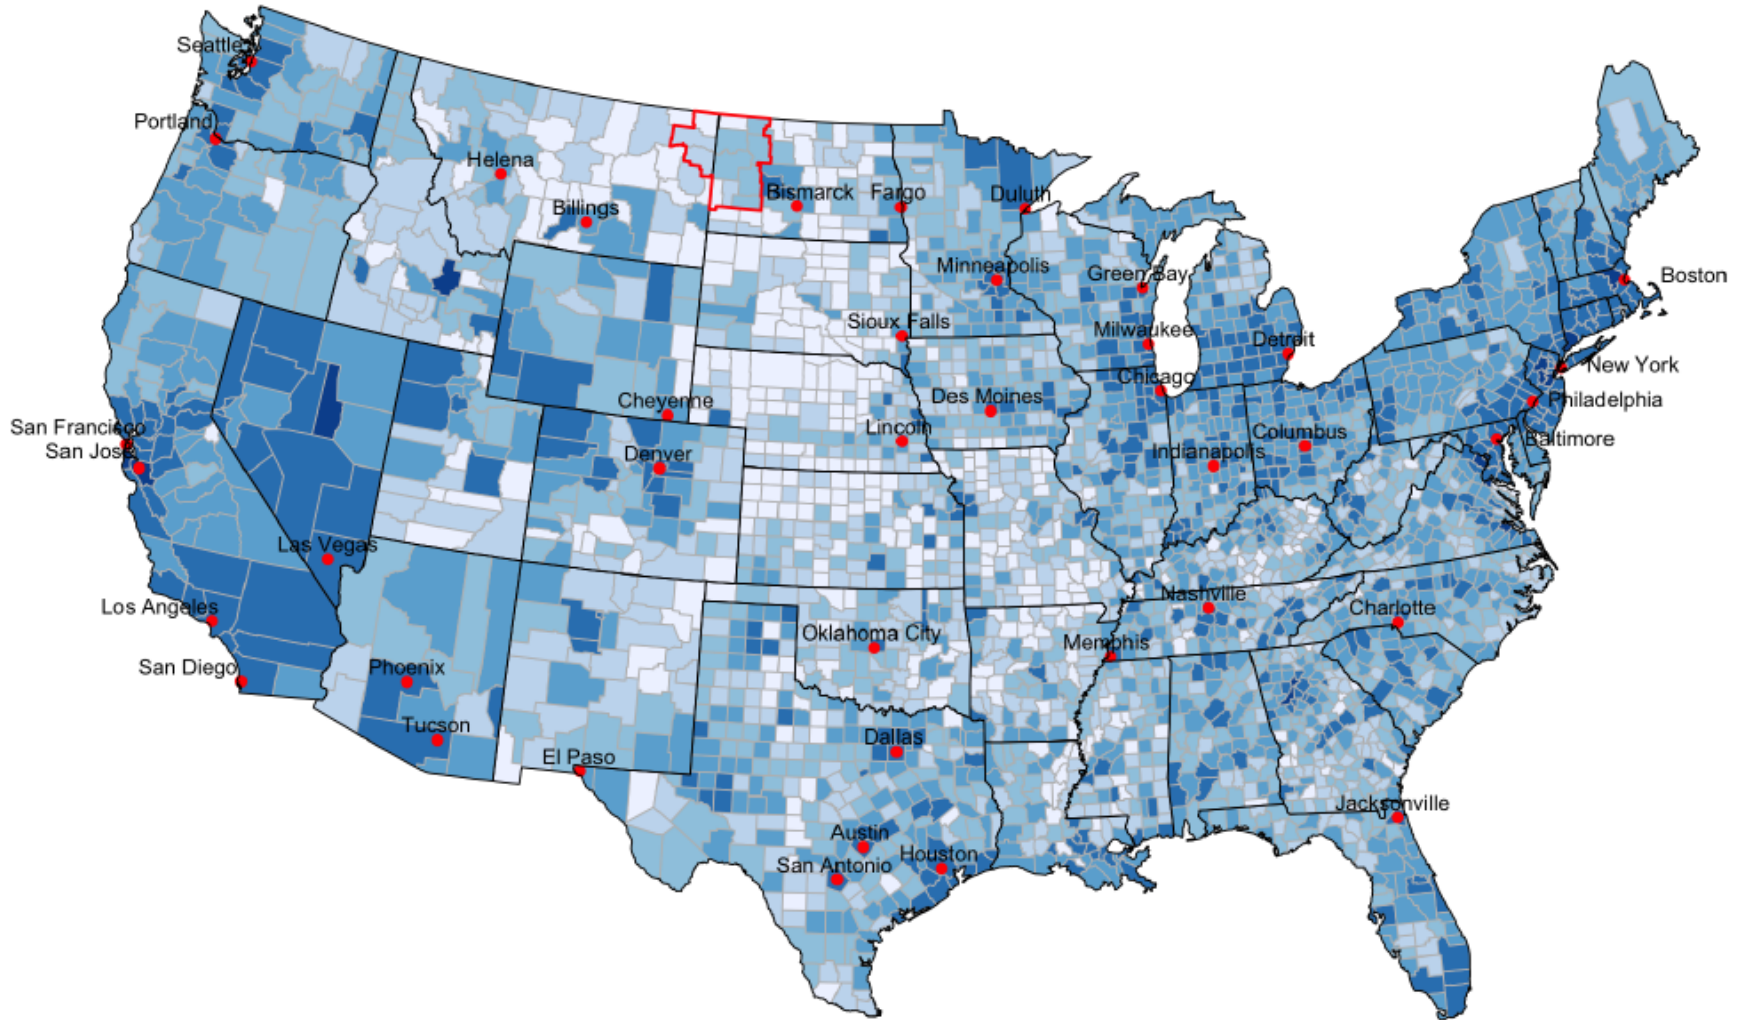 Seattle
Portland
Helena
Billings
Bismarck
Fargo
Duluth
Minneapolis
Green Bay
Boston
Sioux Falls
Milwaukee
Detroit
New York
Chicago
Cheyenne
Des Moines
Philadelphia
San Francisco
San Jose
Lincoln
Columbus
Baltimore
Denver
Indianapolis
Las Vegas
Nashville
Los Angeles
Charlotte
Oklahoma City
Memphis
San Diego
Phoenix
Tucson
Dallas
El Paso
Jacksonville
Austin
Houston
San Antonio